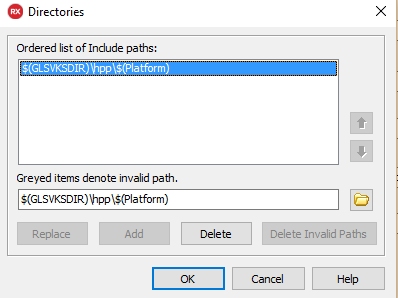 RX Directories
Ordered list of Include paths:
$(GLSVKSDIR)\hpp\$(Platform)
Greyed items denote invalid path.
$(GLSVKSDIR)\hpp\$(Platform)
Replace Add Delete Delete Invalid Paths
OK Cancel Help